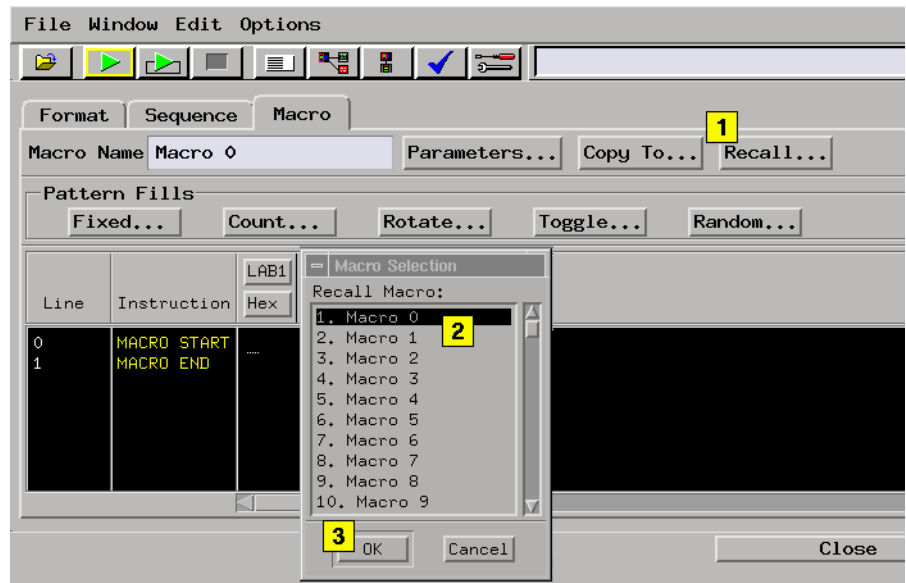 File Window Edit Options
Format Sequence Macro
1
Macro Name Macro 0 Parameters... Copy To... Recall...
Pattern Fills
Fixed... Count... Rotate... Toggle... Random...
Line Instruction LAB1 Hex
0 MACRO START ....
1 MACRO END
Macro Selection
Recall Macro:
1. Macro 0
2
2. Macro 1
3. Macro 2
4. Macro 3
5. Macro 4
6. Macro 5
7. Macro 6
8. Macro 7
9. Macro 8
10. Macro 9
3
OK Cancel
Close